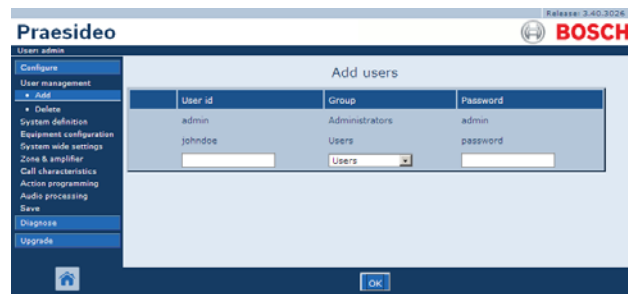 Release: 3.40.3026
Praesideo
BOSCH
User: admin
Configure
User management
• Add
• Delete
System definition
Equipment configuration
System wide settings
Zone & amplifier
Call characteristics
Action programming
Audio processing
Save
Diagnose
Upgrade
Add users
User id Group Password
admin Administrators admin
johndoe Users password
Users
OK